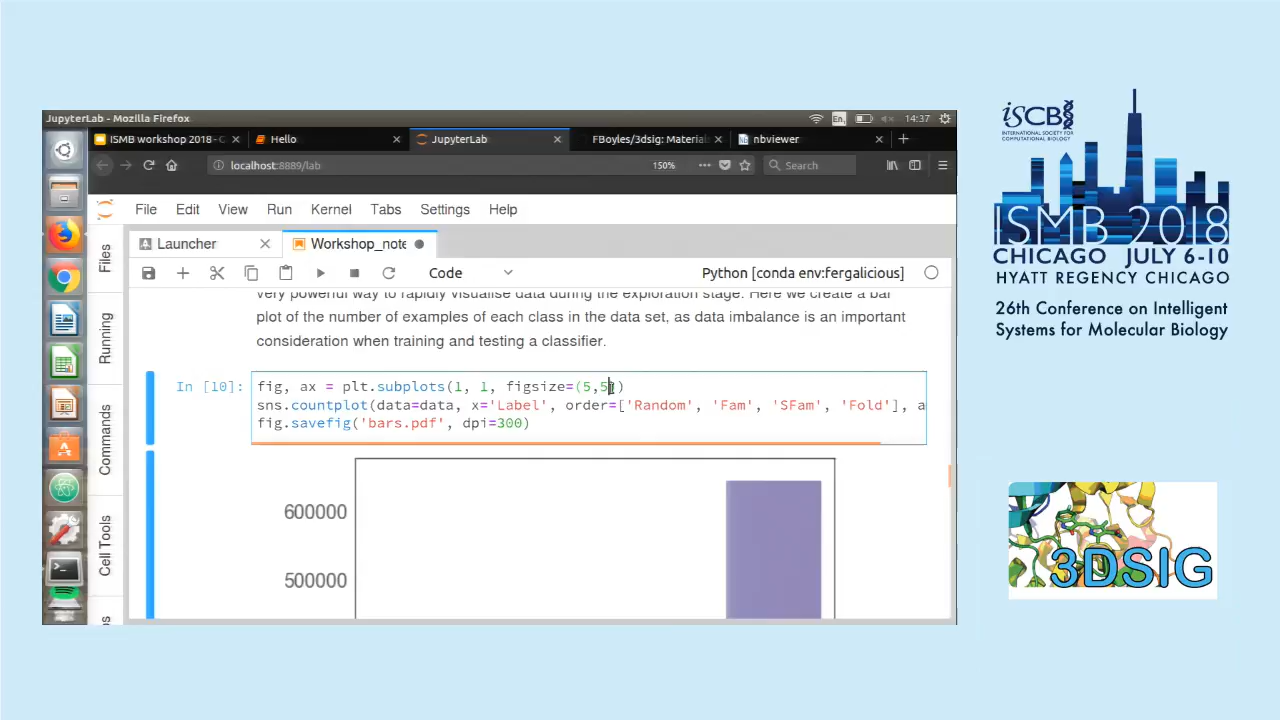 JupyterLab - Mozilla Firefox
En
14:37
ISMB workshop 2018 - G
Hello
JupyterLab
FBoyles/3dsig: Material
nbviewer
localhost:8889/lab
150%
Search
File Edit View Run Kernel Tabs Settings Help
Launcher
Workshop_note
Code
Python [conda env:fergalicious]
Files
Running
Commands
Cell Tools
very powerful way to rapidly visualise data during the exploration stage. Here we create a bar
plot of the number of examples of each class in the data set, as data imbalance is an important
consideration when training and testing a classifier.
In [10]:
fig, ax = plt.subplots(1, 1, figsize=(5,5))
sns.countplot(data=data, x='Label', order=['Random', 'Fam', 'SFam', 'Fold'], a
fig.savefig('bars.pdf', dpi=300)
600000
500000
iSCB
INTERNATIONAL SOCIETY FOR
COMPUTATIONAL BIOLOGY
ISMB 2018
CHICAGO JULY 6-10
HYATT REGENCY CHICAGO
26th Conference on Intelligent
Systems for Molecular Biology
3DSIG